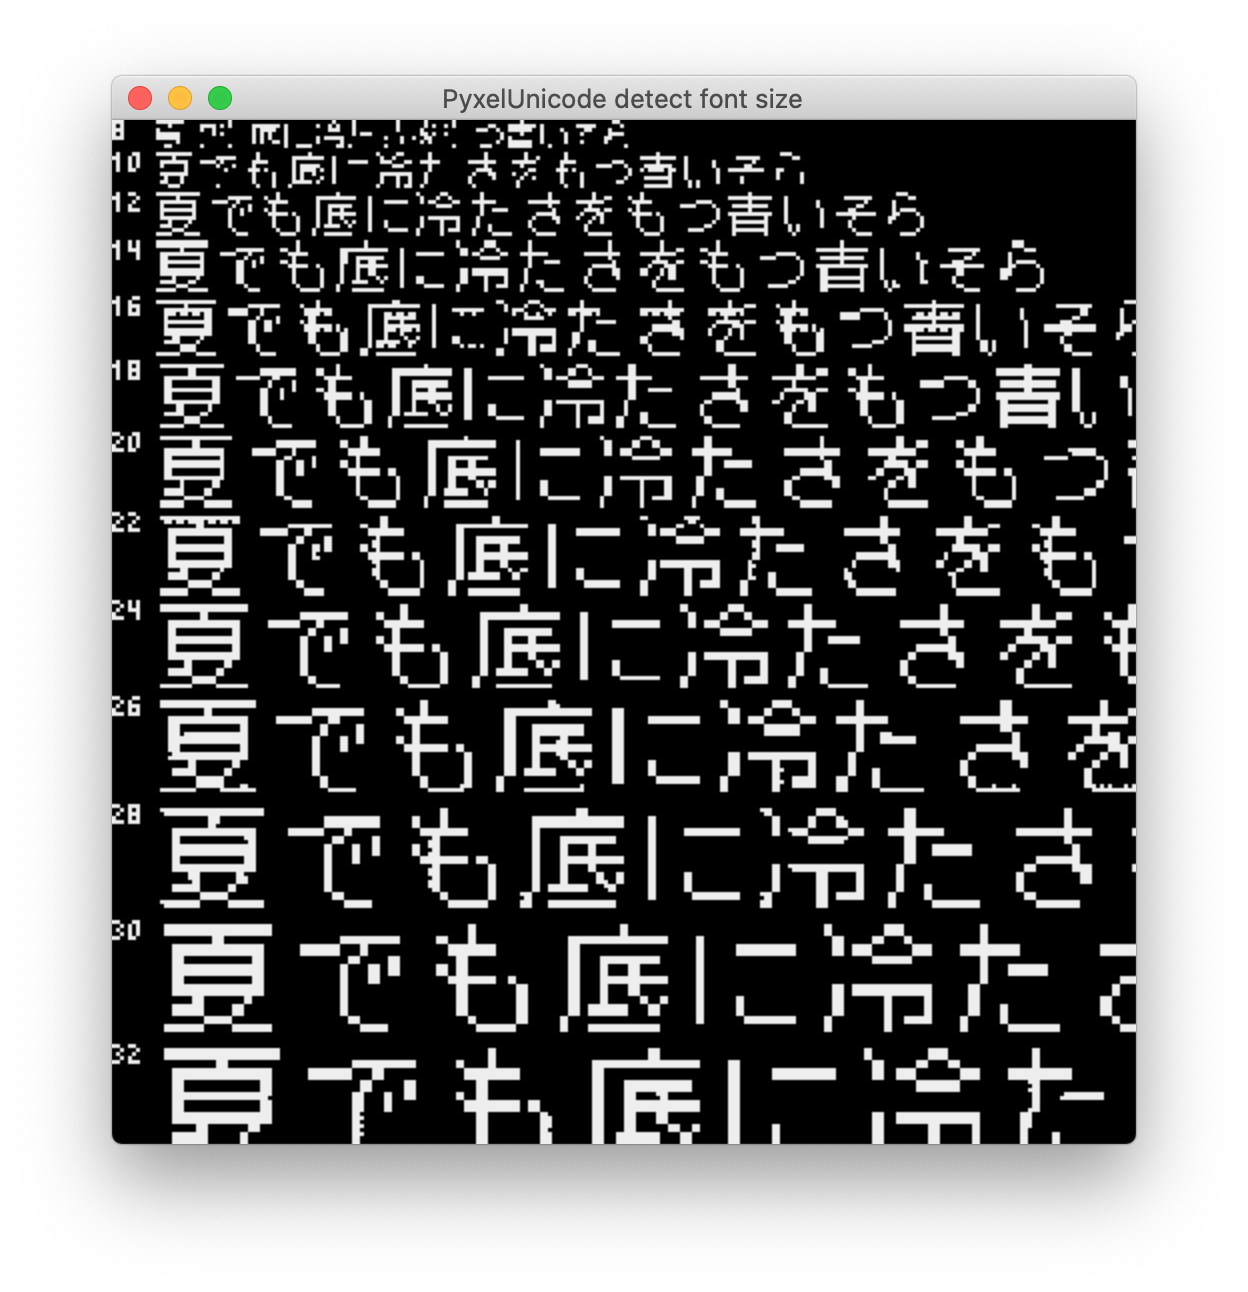 PyxelUnicode detect font size
8 つ青いそら
10 夏でも底に冷たさをもつ青いそら
12 夏でも底に冷たさをもつ青いそら
14 夏でも底に冷たさをもつ青いそら
16 夏でも底に冷たさをもつ青いそ
18 夏でも底に冷たさをもつ青い
20 夏でも底に冷たさをもつ
22 夏でも底に冷たさをも
24 夏でも底に冷たさをも
26 夏でも底に冷たさを
28 夏でも底に冷たさ
30 夏でも底に冷た
32 夏でも底に冷た